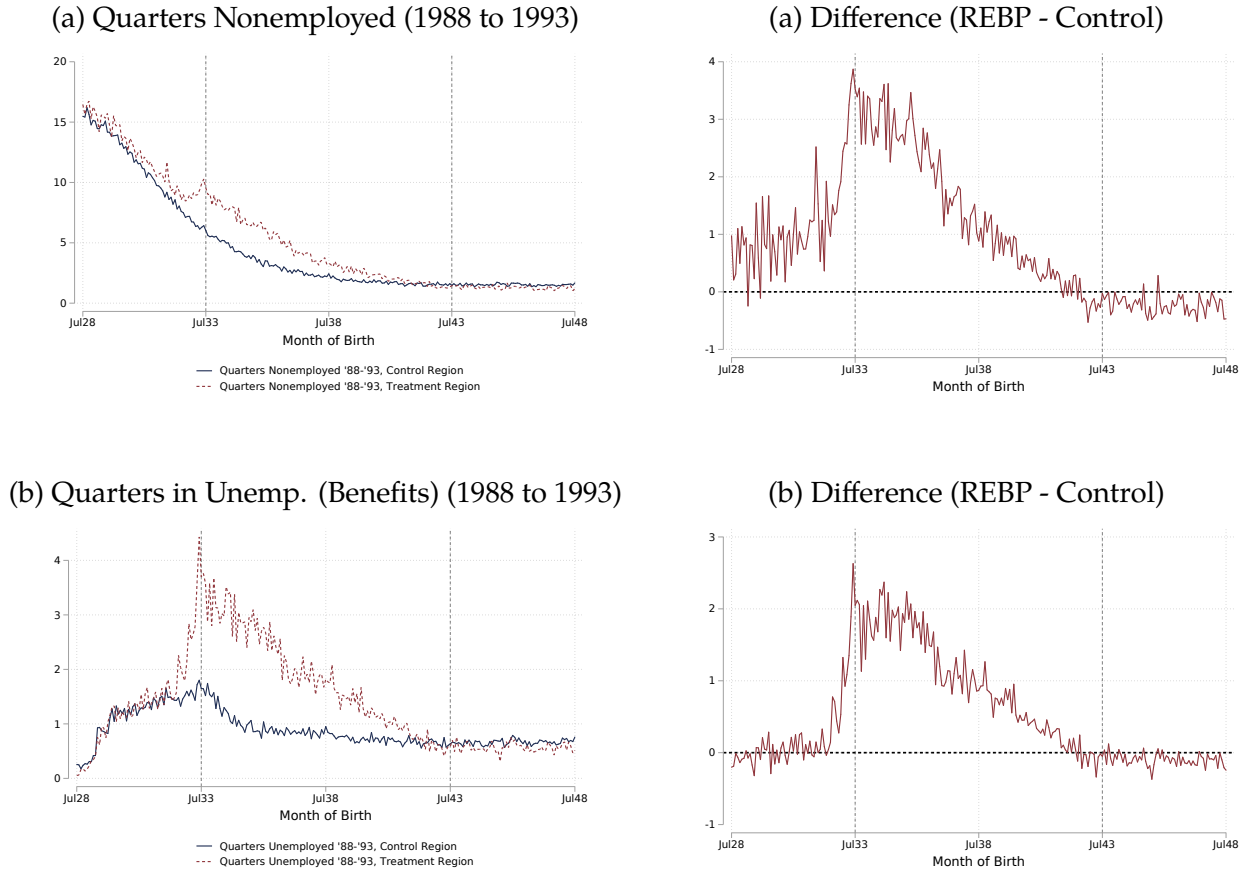 (a) Quarters Nonemployed (1988 to 1993)
20
15
10
5
0
Jul28 Jul33 Jul38 Jul43 Jul48
Month of Birth
Quarters Nonemployed '88-'93, Control Region
Quarters Nonemployed '88-'93, Treatment Region
(a) Difference (REBP - Control)
4
3
2
1
0
-1
Jul28 Jul33 Jul38 Jul43 Jul48
Month of Birth
(b) Quarters in Unemp. (Benefits) (1988 to 1993)
4
3
2
1
0
Jul28 Jul33 Jul38 Jul43 Jul48
Month of Birth
Quarters Unemployed '88-'93, Control Region
Quarters Unemployed '88-'93, Treatment Region
(b) Difference (REBP - Control)
3
2
1
0
-1
Jul28 Jul33 Jul38 Jul43 Jul48
Month of Birth